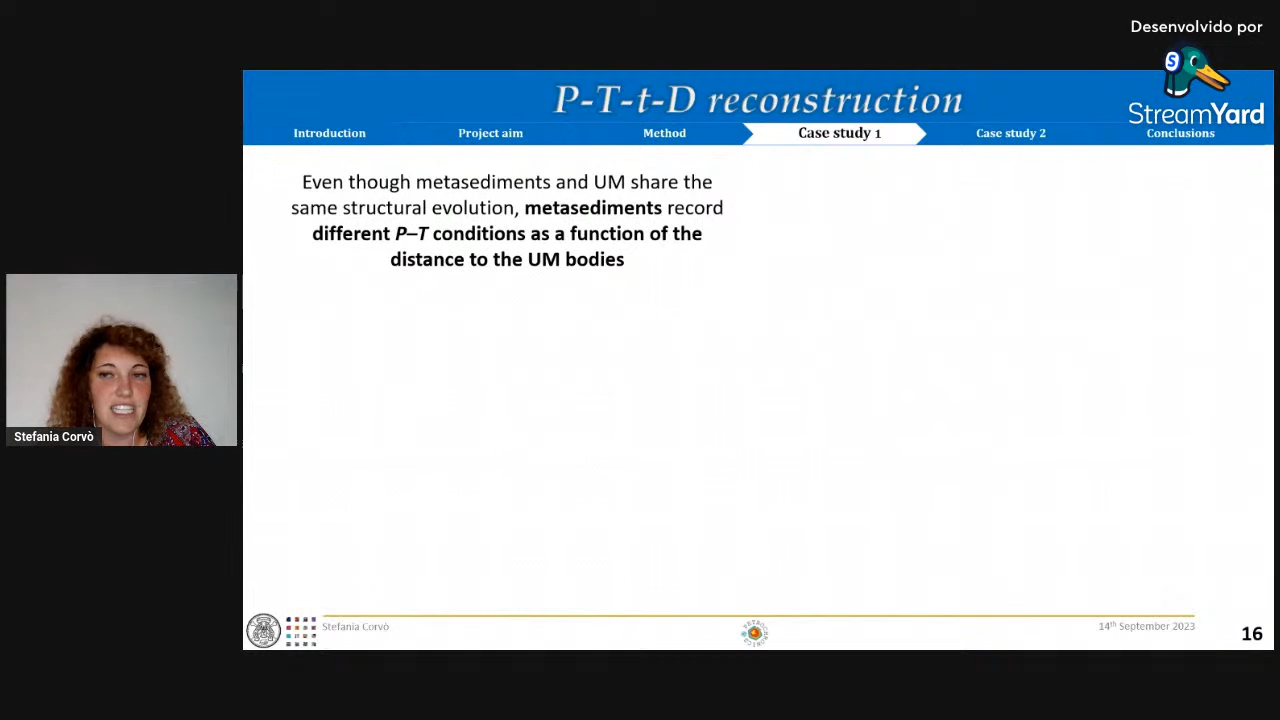 Desenvolvido por
S
StreamYard
P-T-t-D reconstruction
Introduction
Project aim
Method
Case study 1
Case study 2
Conclusions
Even though metasediments and UM share the
same structural evolution, metasediments record
different P–T conditions as a function of the
distance to the UM bodies
Stefania Corvò
Stefania Corvò
14th September 2023
16